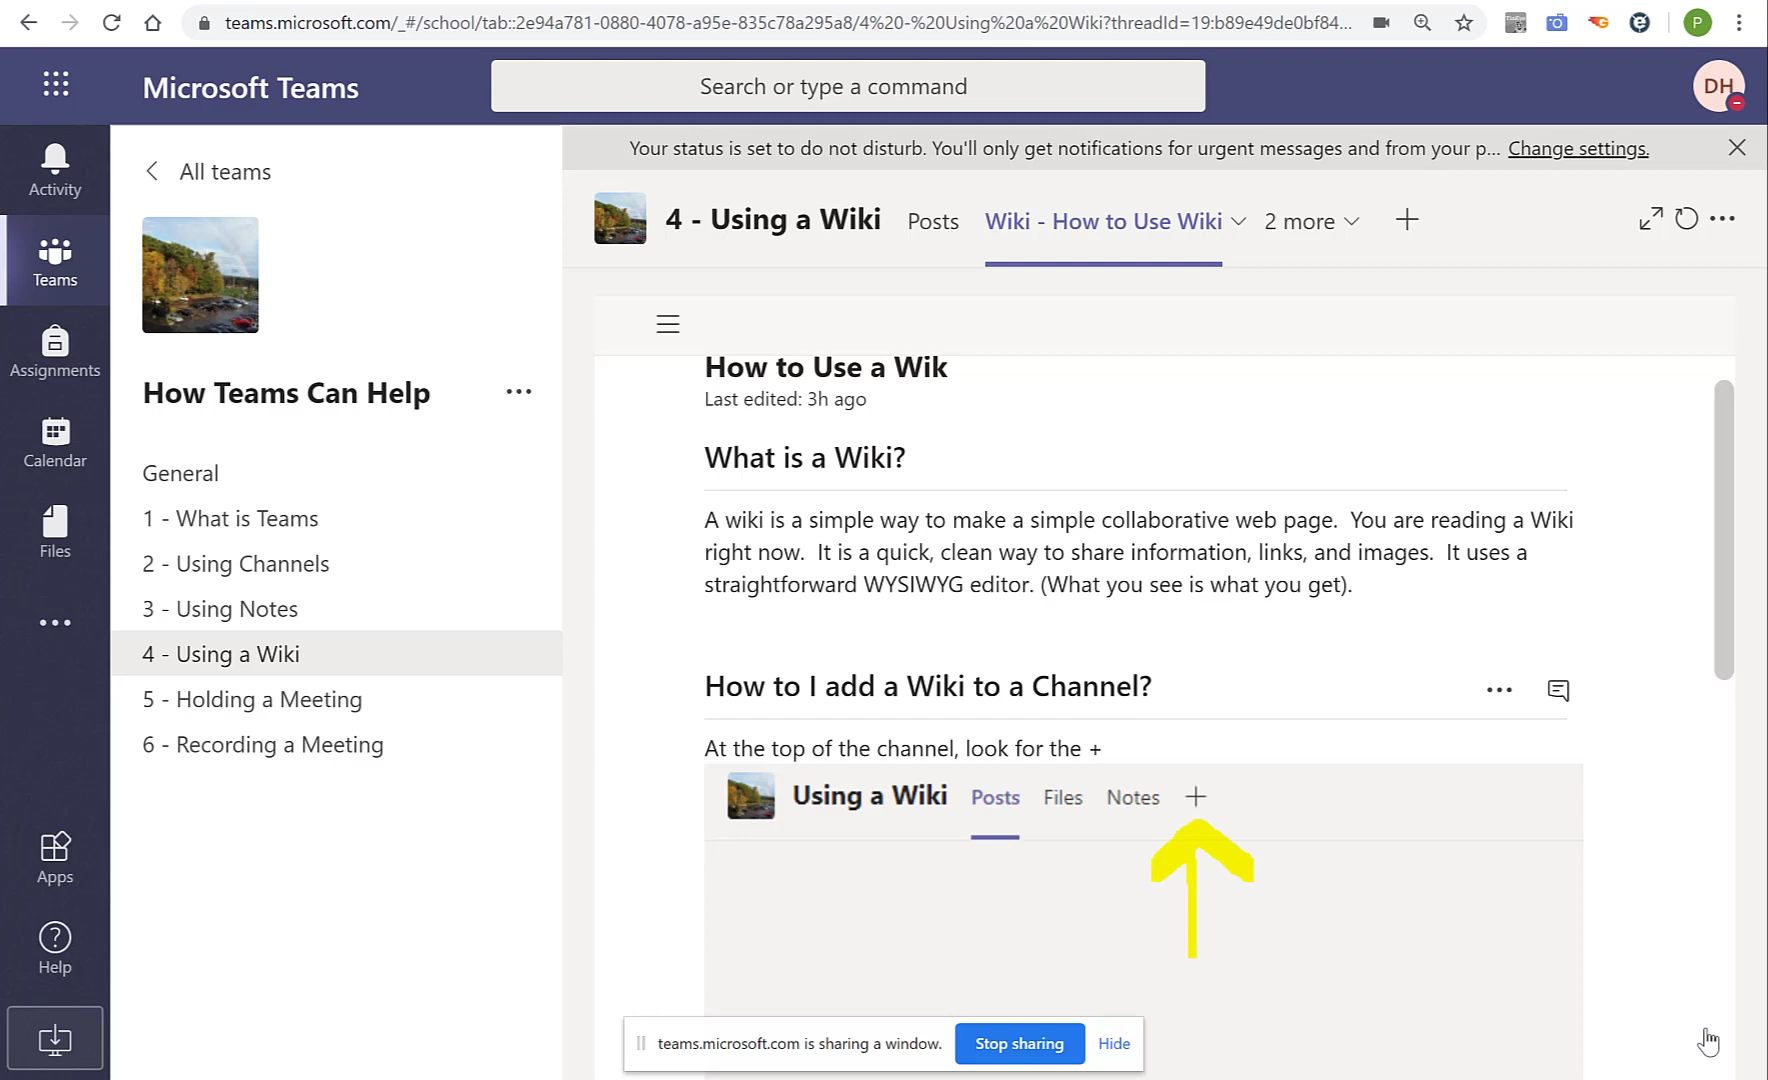 teams.microsoft.com/_#/school/tab::2e94a781-0880-4078-a95e-835c78a295a8/4%20-%20Using%20a%20Wiki?threadId=19:b89e49de0bf84...
P
Microsoft Teams
Search or type a command
DH
Activity
Teams
Assignments
Calendar
Files
Apps
Help
All teams
How Teams Can Help
General
1 - What is Teams
2 - Using Channels
3 - Using Notes
4 - Using a Wiki
5 - Holding a Meeting
6 - Recording a Meeting
Your status is set to do not disturb. You'll only get notifications for urgent messages and from your p... Change settings.
4 - Using a Wiki Posts Wiki - How to Use Wiki 2 more
How to Use a Wik
Last edited: 3h ago
What is a Wiki?
A wiki is a simple way to make a simple collaborative web page. You are reading a Wiki
right now. It is a quick, clean way to share information, links, and images. It uses a
straightforward WYSIWYG editor. (What you see is what you get).
How to I add a Wiki to a Channel?
At the top of the channel, look for the +
Using a Wiki Posts Files Notes +
teams.microsoft.com is sharing a window. Stop sharing Hide